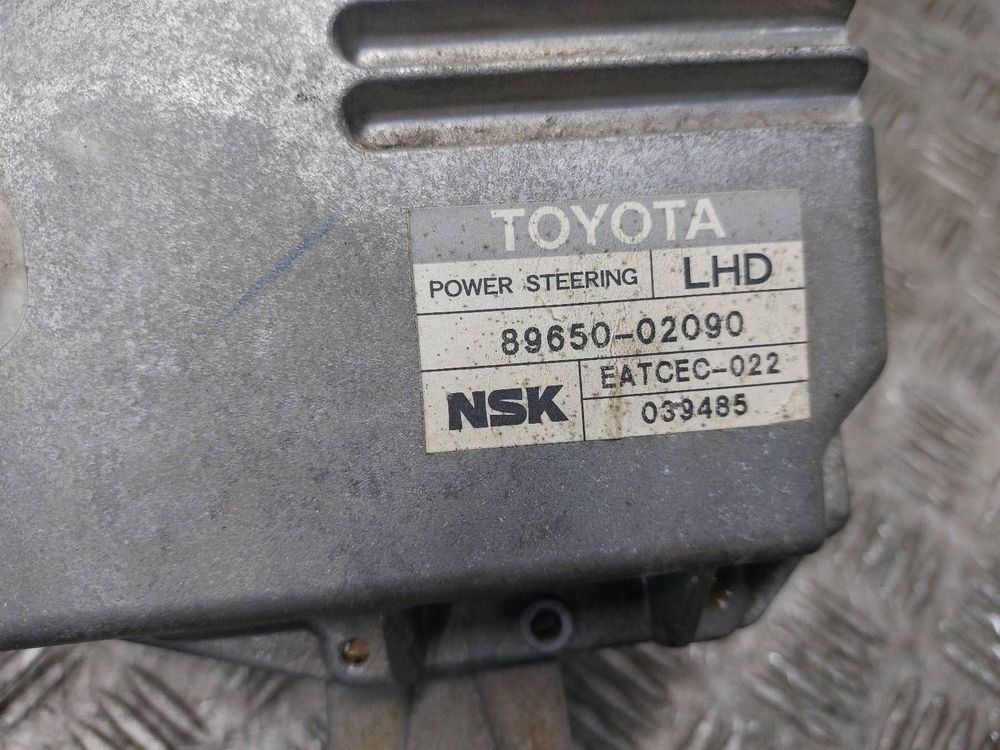 TOYOTA
POWER STEERING LHD
89650-02090
NSK EATCEC-022
039485